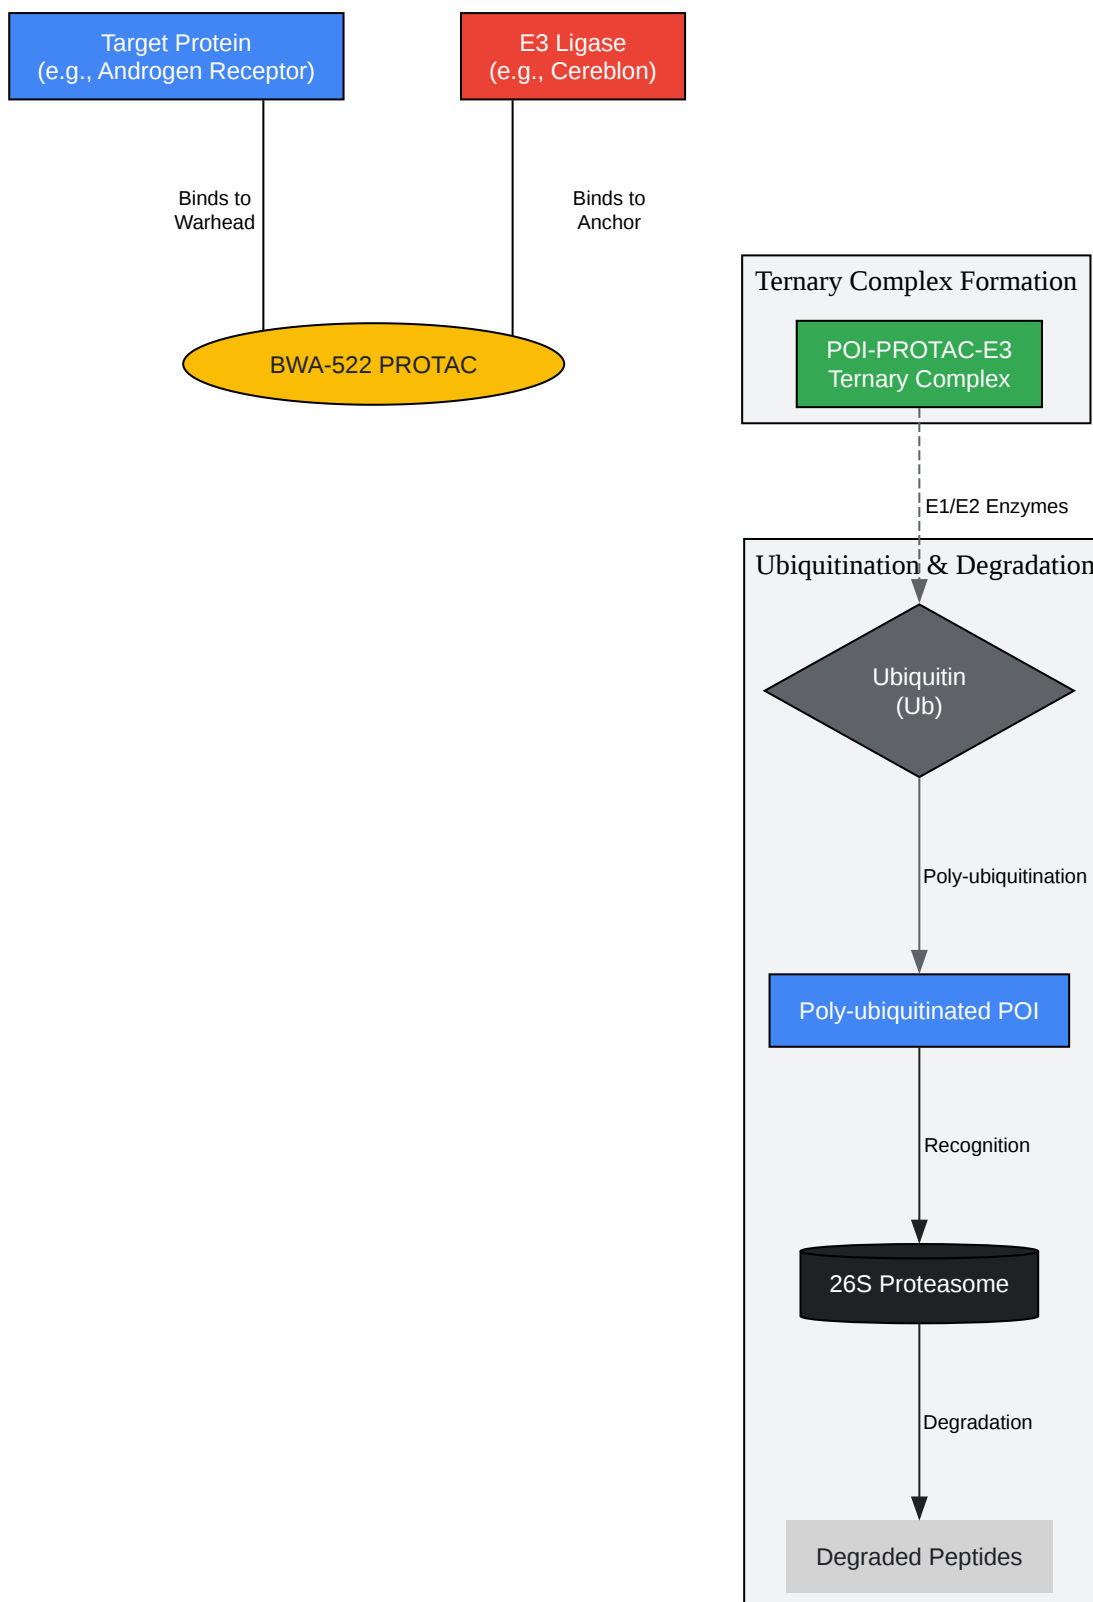 Target Protein
(e.g., Androgen Receptor)
E3 Ligase
(e.g., Cereblon)
Binds to
Warhead
Binds to
Anchor
BWA-522 PROTAC
Ternary Complex Formation
POI-PROTAC-E3
Ternary Complex
E1/E2 Enzymes
Ubiquitination & Degradation
Ubiquitin
(Ub)
Poly-ubiquitination
Poly-ubiquitinated POI
Recognition
26S Proteasome
Degradation
Degraded Peptides